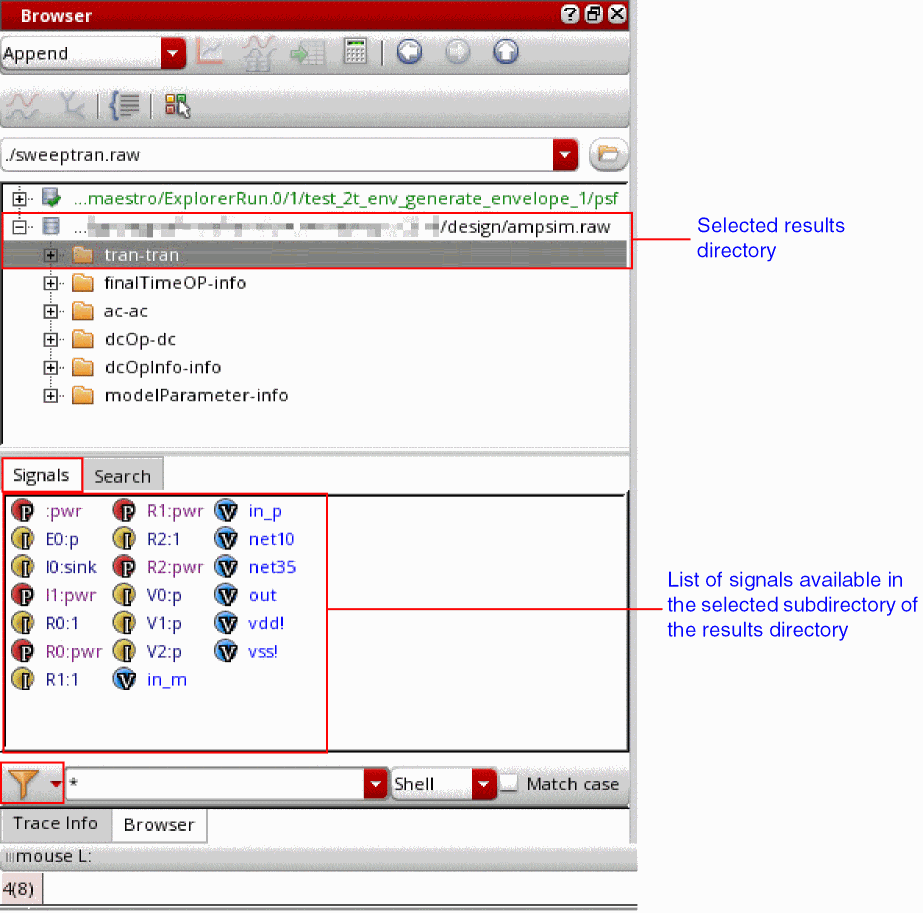 Browser
Append
./sweeptran.raw
...maestro/ExplorerRun.0/1/test_2t_env_generate_envelope_1/psf
... /design/ampsim.raw
tran-tran
finalTimeOP-info
ac-ac
dcOp-dc
dcOpInfo-info
modelParameter-info
Selected results
directory
Signals Search
:pwr R1:pwr in_p
E0:p R2:1 net10
I0:sink R2:pwr net35
I1:pwr V0:p out
R0:1 V1:p vdd!
R0:pwr V2:p vss!
R1:1 in_m
List of signals available in
the selected subdirectory of
the results directory
* Shell Match case
Trace Info Browser
mouse L:
4(8)